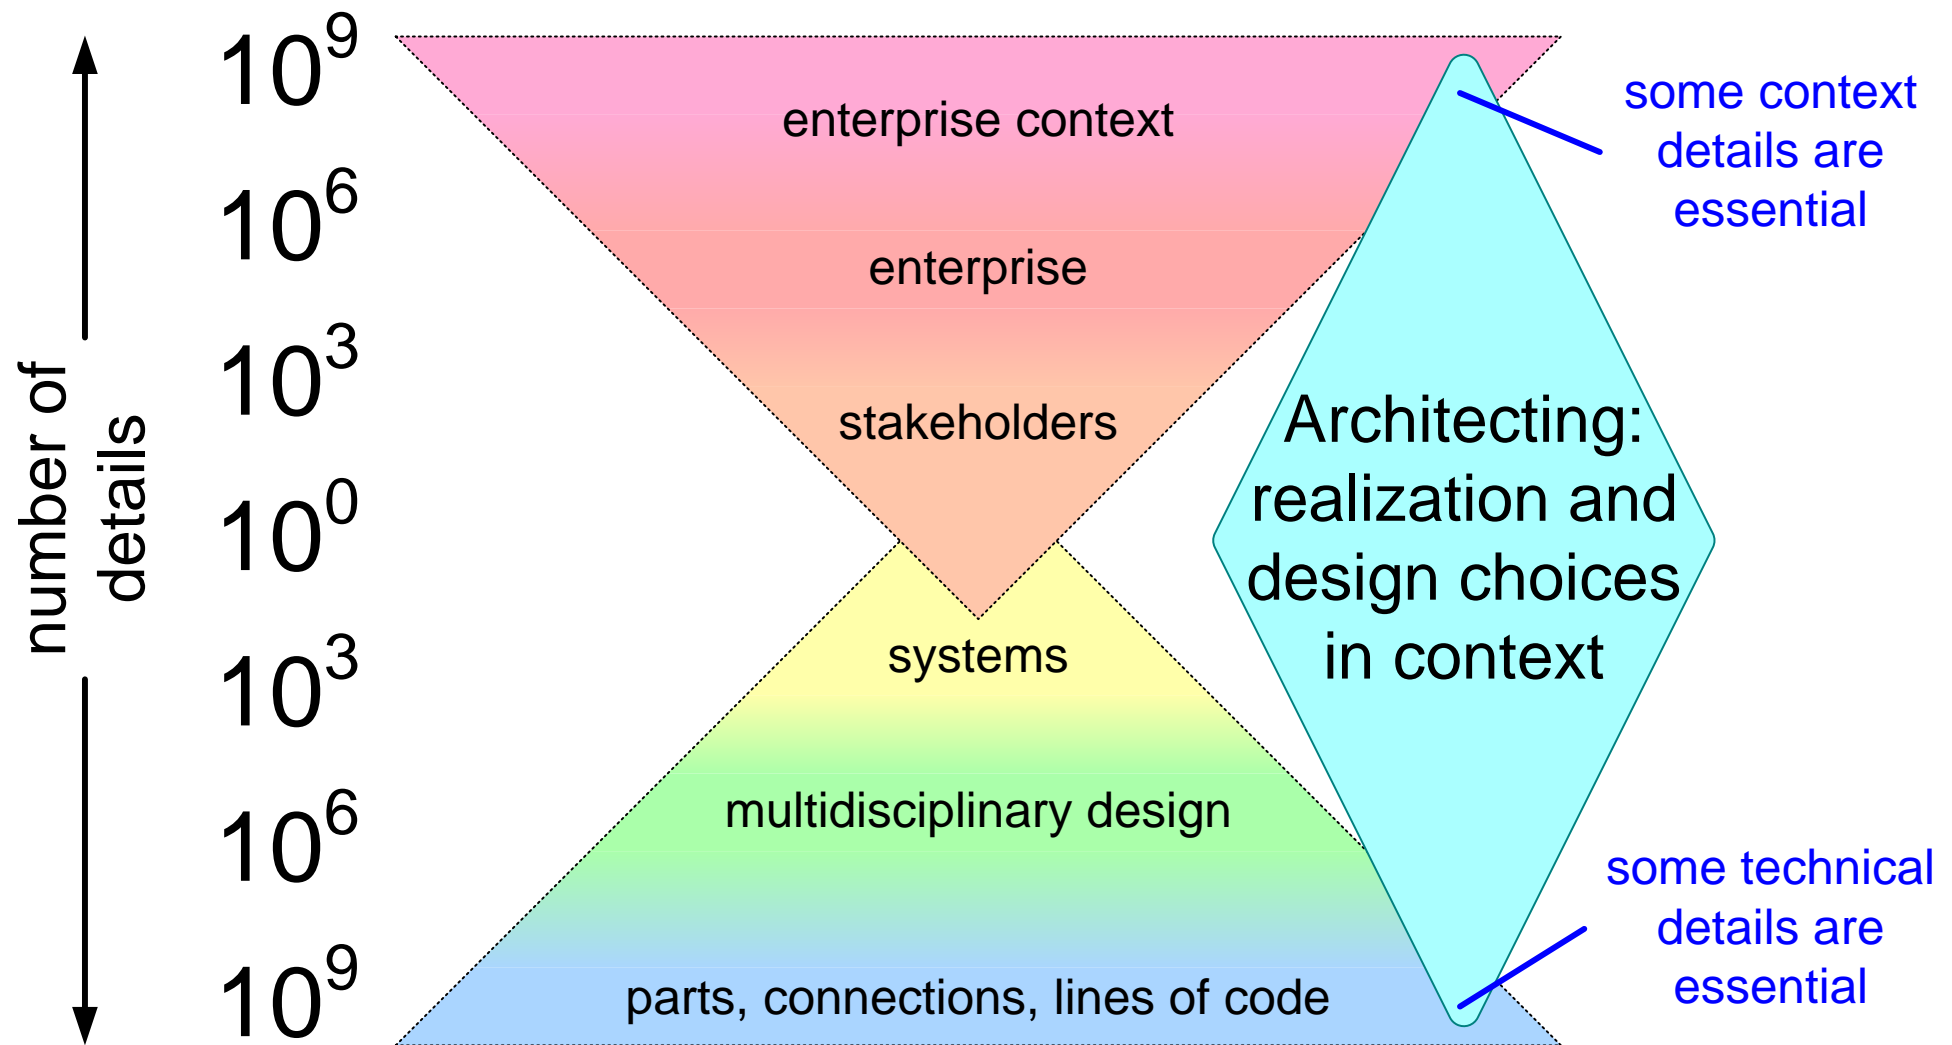 number of
details
10⁹
10⁶
10³
10⁰
10³
10⁶
10⁹
enterprise context
enterprise
stakeholders
systems
multidisciplinary design
parts, connections, lines of code
Architecting:
realization and
design choices
in context
some context
details are
essential
some technical
details are
essential